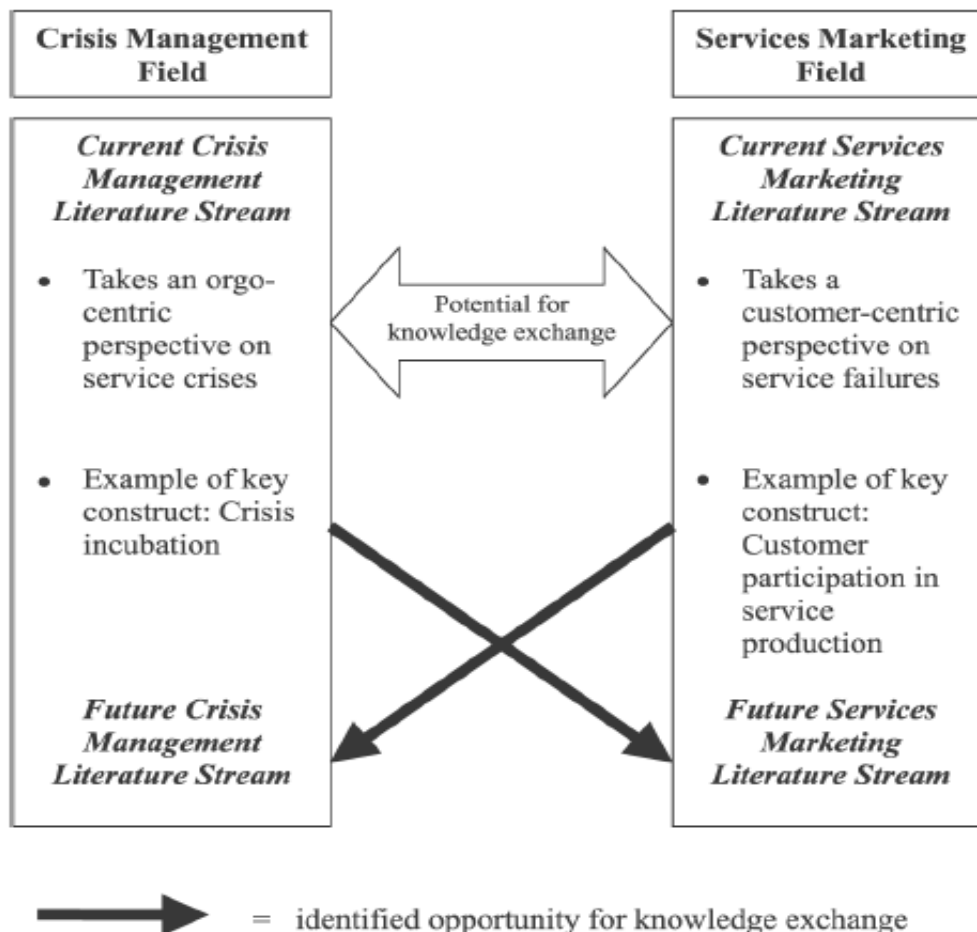 Crisis Management
Field
Services Marketing
Field
Current Crisis
Management
Literature Stream
• Takes an orgo-
centric
perspective on
service crises
• Example of key
construct: Crisis
incubation
Future Crisis
Management
Literature Stream
Potential for
knowledge exchange
Current Services
Marketing
Literature Stream
• Takes a
customer-centric
perspective on
service failures
• Example of key
construct:
Customer
participation in
service
production
Future Services
Marketing
Literature Stream
= identified opportunity for knowledge exchange